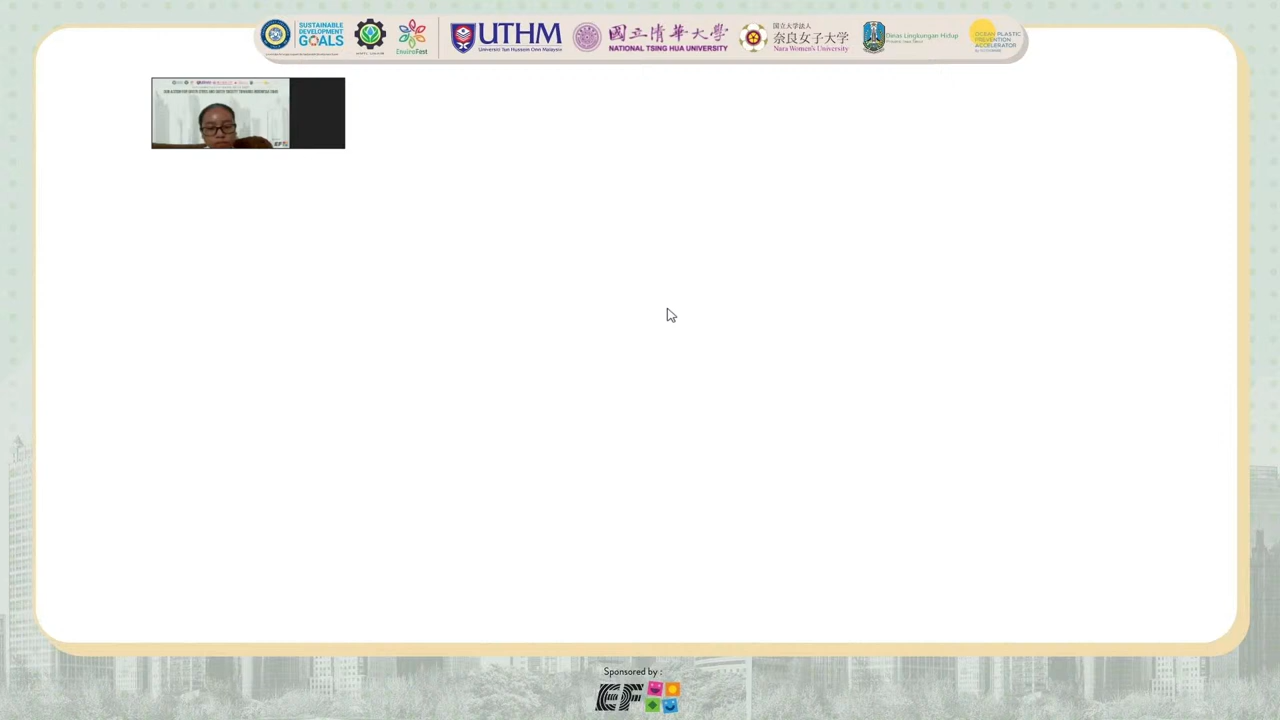 SUSTAINABLE
DEVELOPMENT
GOALS
EnviroFest
UTHM
Universiti Tun Hussein Onn Malaysia
國立清華大學
NATIONAL TSING HUA UNIVERSITY
国立大学法人
奈良女子大学
Nara Women's University
Dinas Lingkungan Hidup
OCEAN PLASTIC
PREVENTION
ACCELERATOR
Sponsored by :
EF